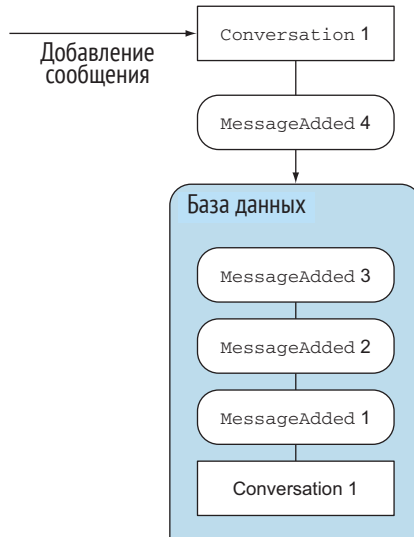 Conversation 1
Добавление
сообщения
MessageAdded 4
База данных
MessageAdded 3
MessageAdded 2
MessageAdded 1
Conversation 1